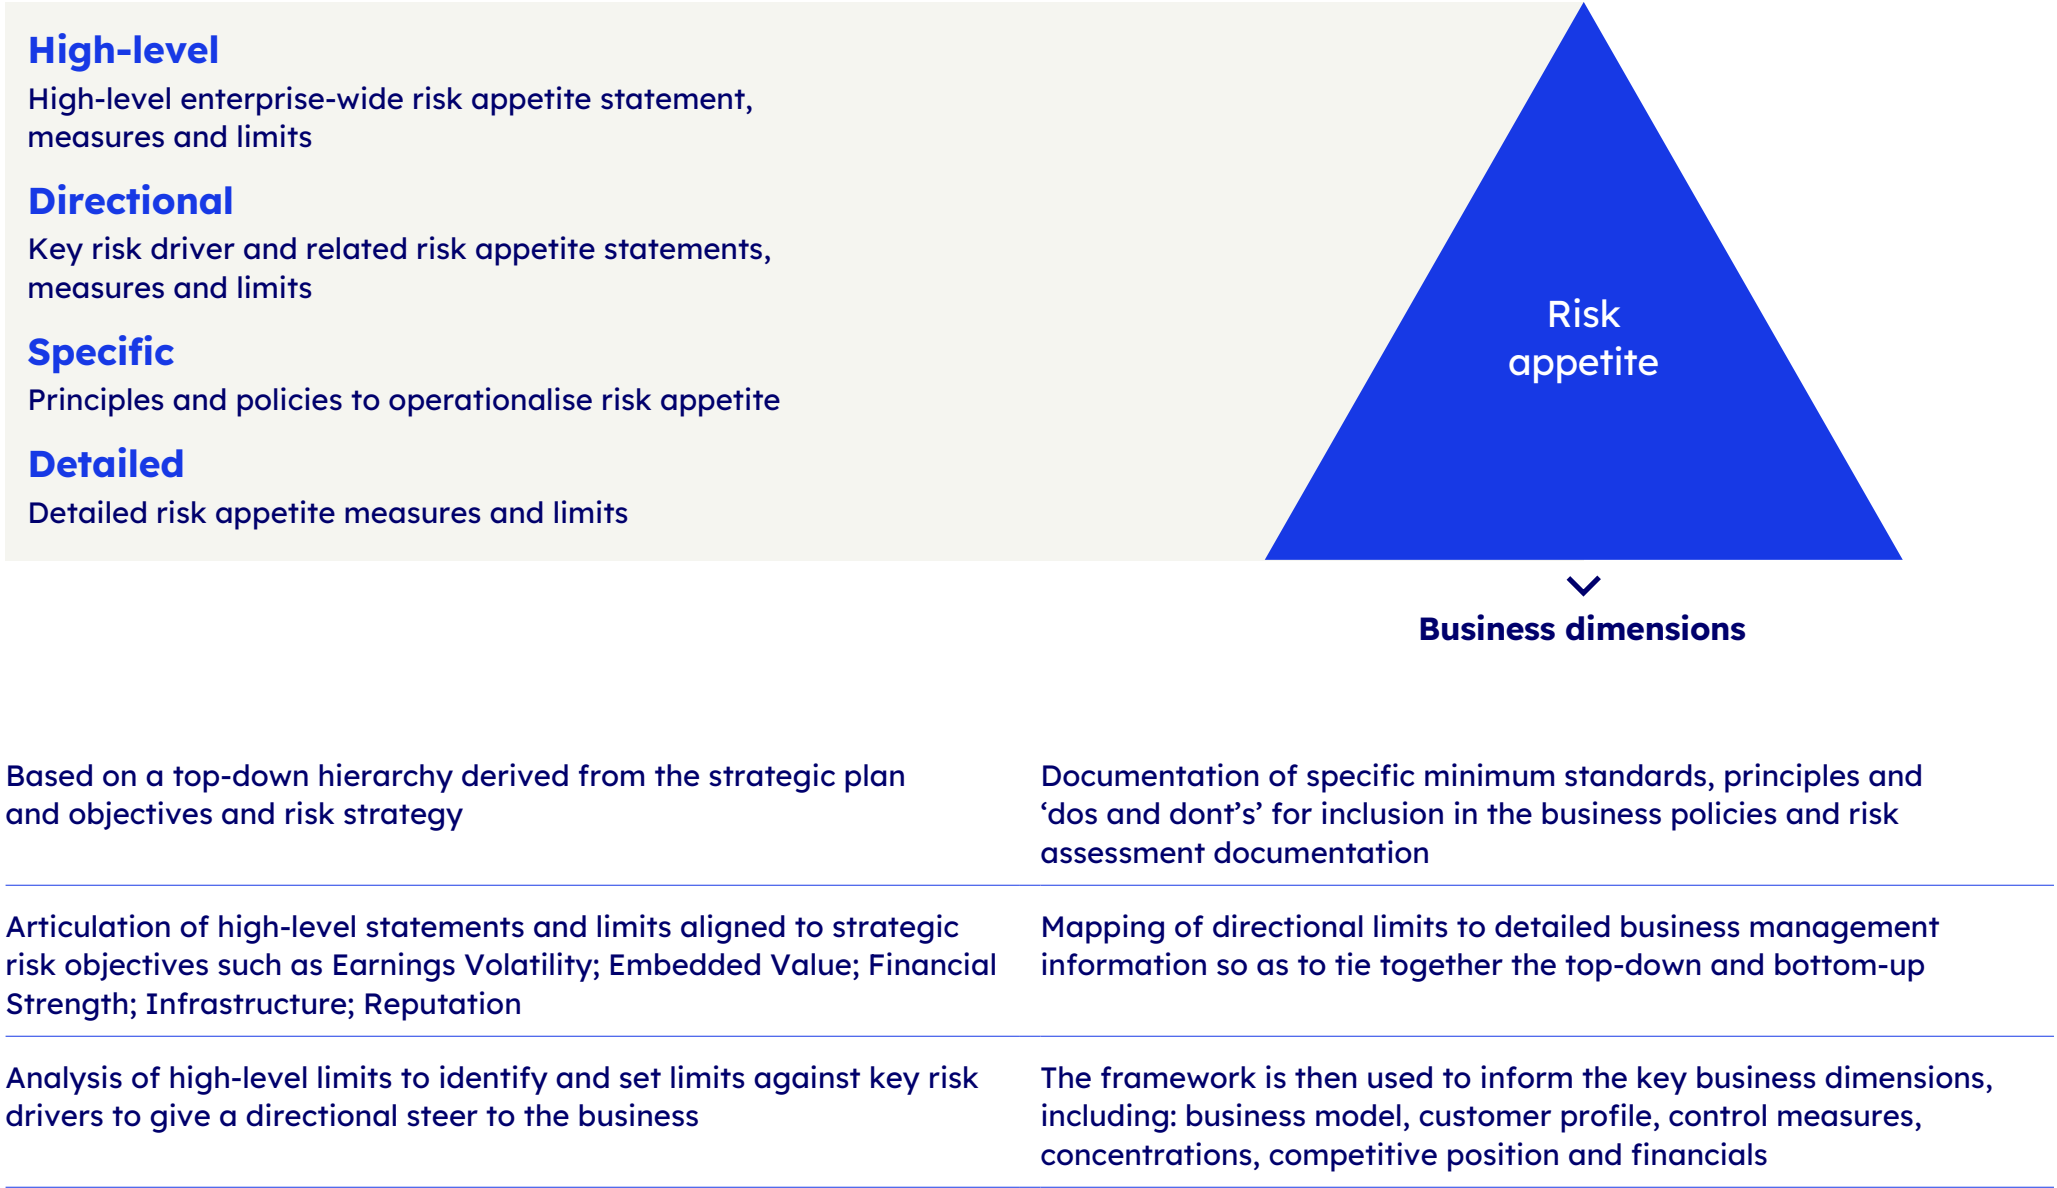 High-level
High-level enterprise-wide risk appetite statement,
measures and limits
Directional
Key risk driver and related risk appetite statements,
measures and limits
Specific
Principles and policies to operationalise risk appetite
Detailed
Detailed risk appetite measures and limits
Risk
appetite
Business dimensions
Based on a top-down hierarchy derived from the strategic plan
and objectives and risk strategy
Articulation of high-level statements and limits aligned to strategic
risk objectives such as Earnings Volatility; Embedded Value; Financial
Strength; Infrastructure; Reputation
Analysis of high-level limits to identify and set limits against key risk
drivers to give a directional steer to the business
Documentation of specific minimum standards, principles and
‘dos and dont’s’ for inclusion in the business policies and risk
assessment documentation
Mapping of directional limits to detailed business management
information so as to tie together the top-down and bottom-up
The framework is then used to inform the key business dimensions,
including: business model, customer profile, control measures,
concentrations, competitive position and financials